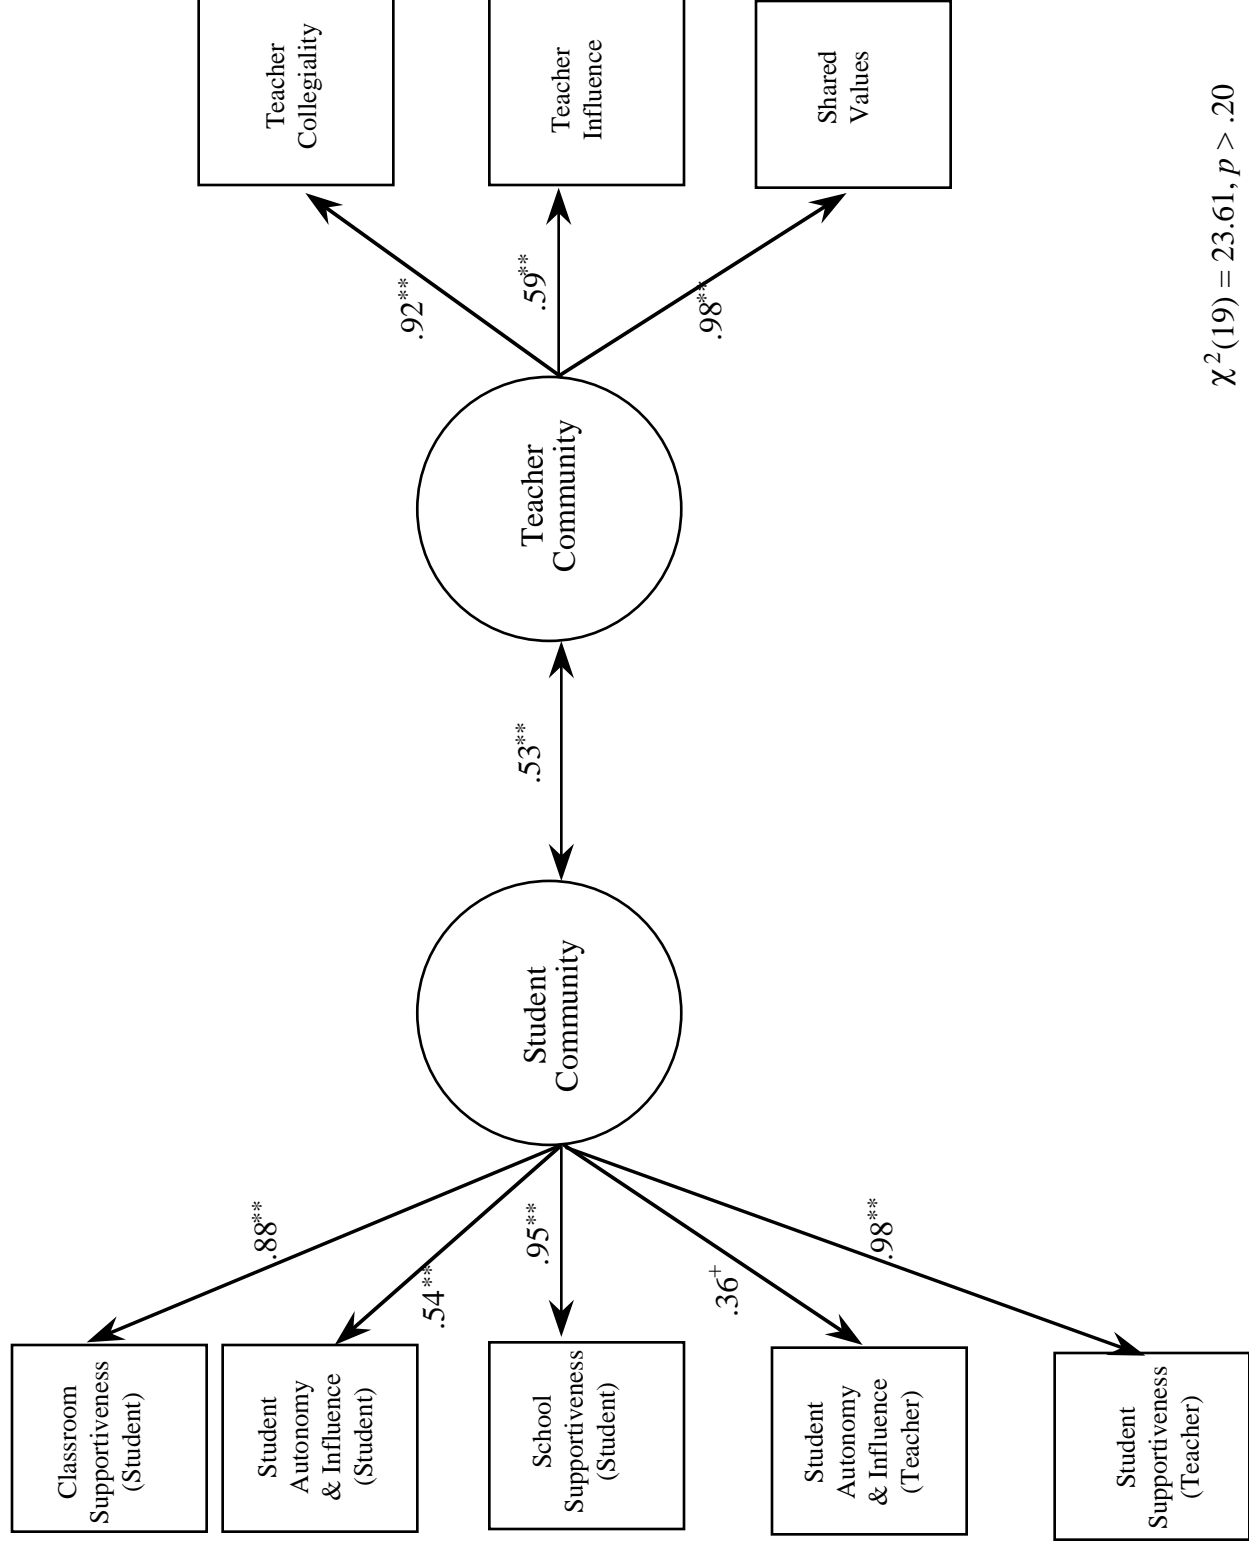 Classroom
Supportiveness
(Student)
Student
Autonomy
& Influence
(Student)
School
Supportiveness
(Student)
Student
Autonomy
& Influence
(Teacher)
Student
Supportiveness
(Teacher)
.88**
.54**
.95**
.36+
.98**
Student
Community
.53**
Teacher
Community
.92**
.59**
.98**
Teacher
Collegiality
Teacher
Influence
Shared
Values
χ²(19) = 23.61, p > .20